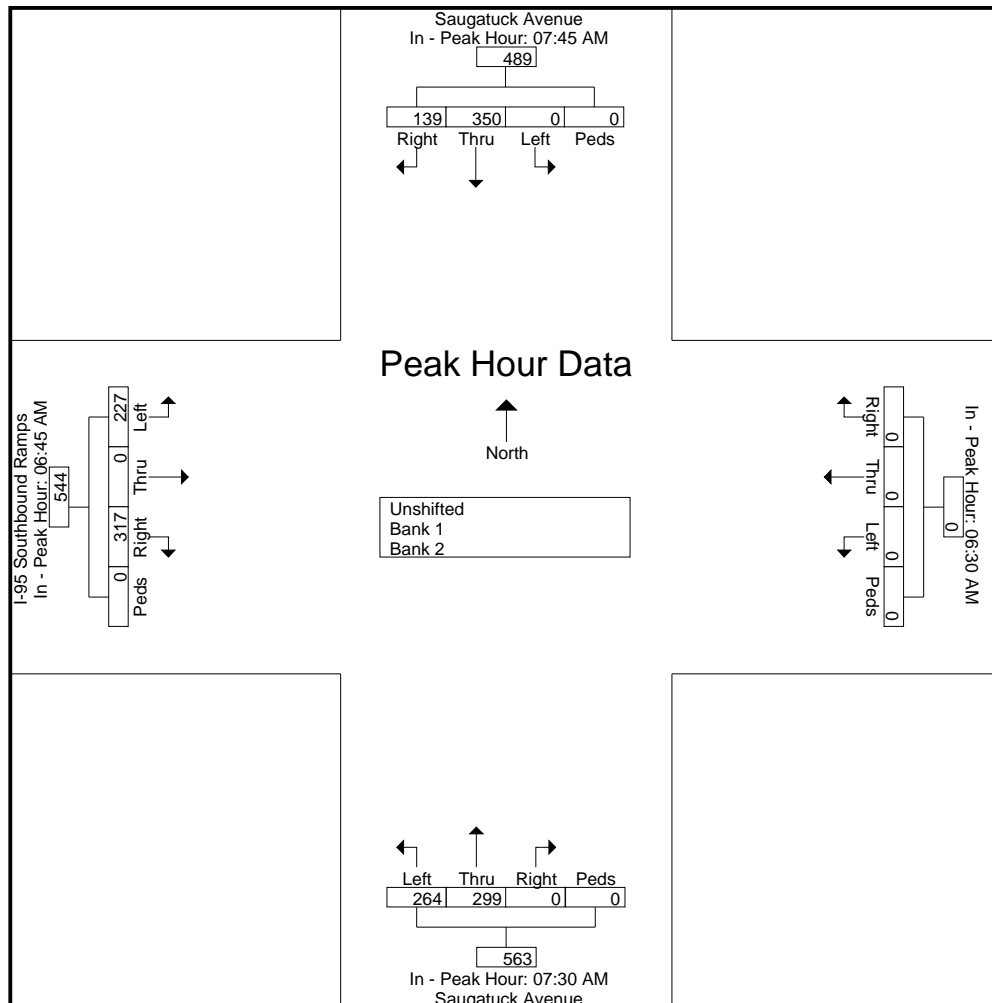 Saugatuck Avenue
In - Peak Hour: 07:45 AM
489
139 350 0 0
Right Thru Left Peds
Peak Hour Data
North
Unshifted
Bank 1
Bank 2
I-95 Southbound Ramps
In - Peak Hour: 06:45 AM
544
227 0 317 0
Left Thru Right Peds
Right Thru Left Peds
0 0 0 0
0
In - Peak Hour: 06:30 AM
Left Thru Right Peds
264 299 0 0
563
In - Peak Hour: 07:30 AM
Saugatuck Avenue